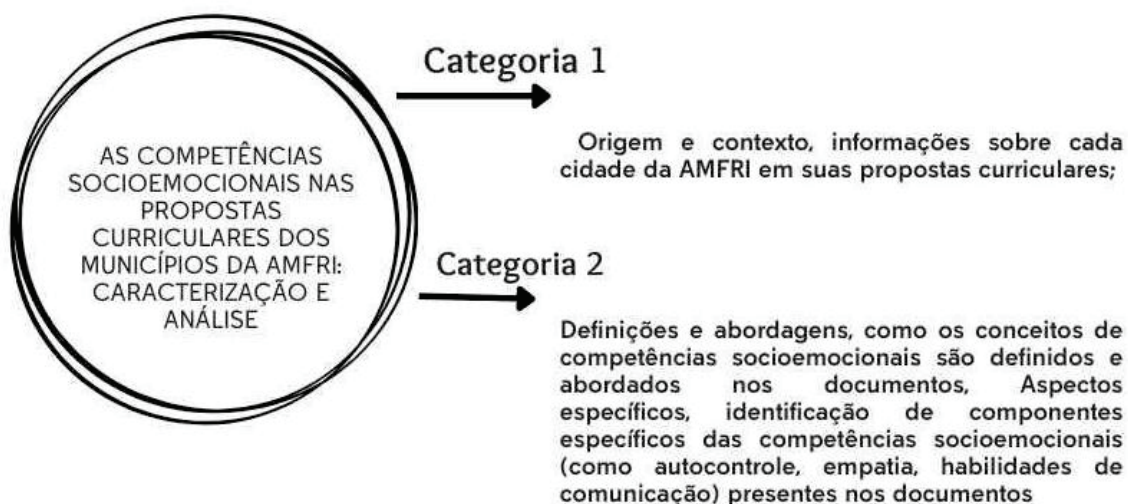 AS COMPETÊNCIAS
SOCIOEMOCIONAIS NAS
PROPOSTAS
CURRICULARES DOS
MUNICÍPIOS DA AMFRI:
CARACTERIZAÇÃO E
ANÁLISE
Categoria 1
Origem e contexto, informações sobre cada
cidade da AMFRI em suas propostas curriculares;
Categoria 2
Definições e abordagens, como os conceitos de
competências socioemocionais são definidos e
abordados nos documentos, Aspectos
específicos, identificação de componentes
específicos das competências socioemocionais
(como autocontrole, empatia, habilidades de
comunicação) presentes nos documentos